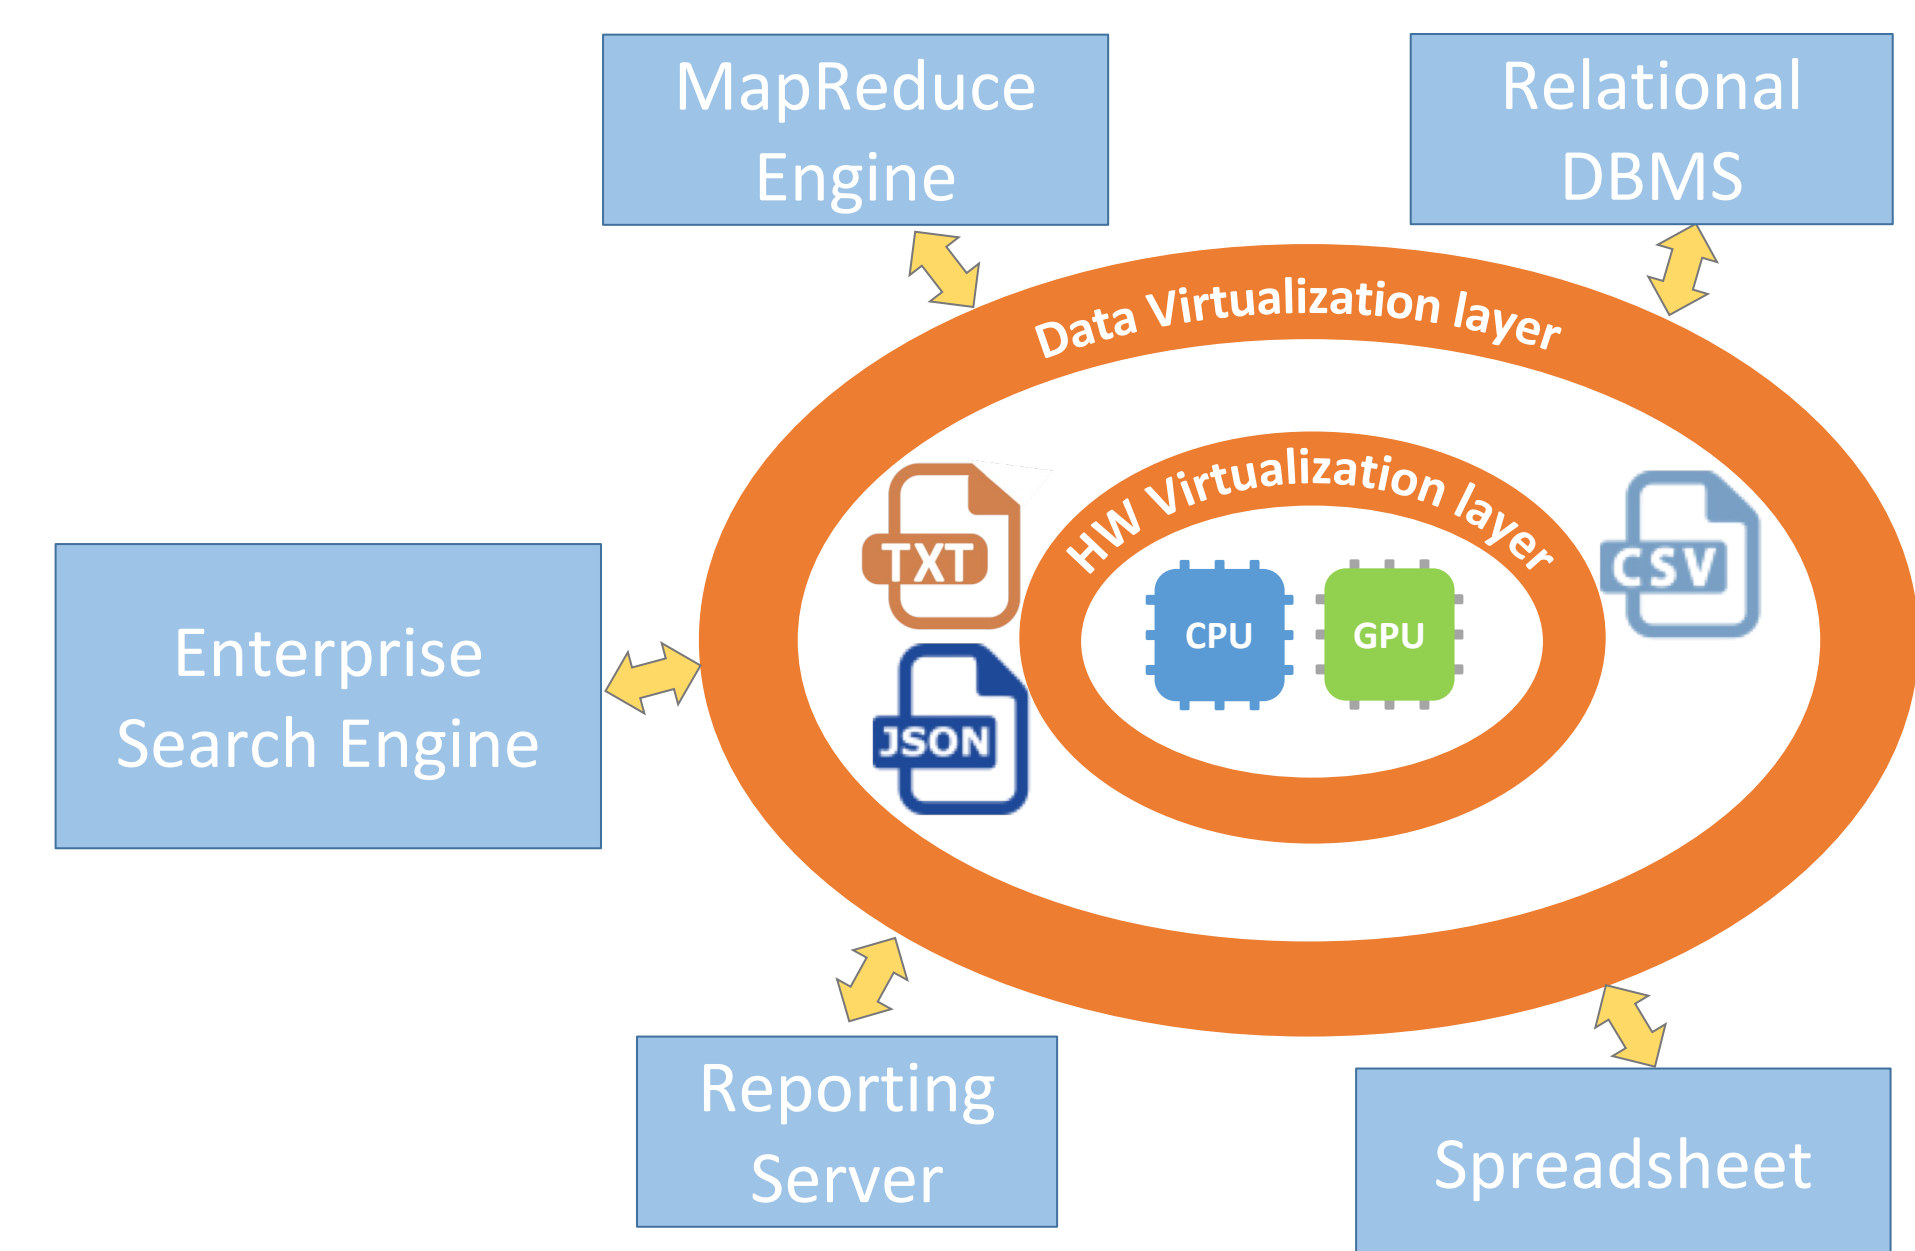 MapReduce
Engine
Relational
DBMS
Data Virtualization layer
HW Virtualization layer
TXT
CSV
CPU
GPU
JSON
Enterprise
Search Engine
Reporting
Server
Spreadsheet